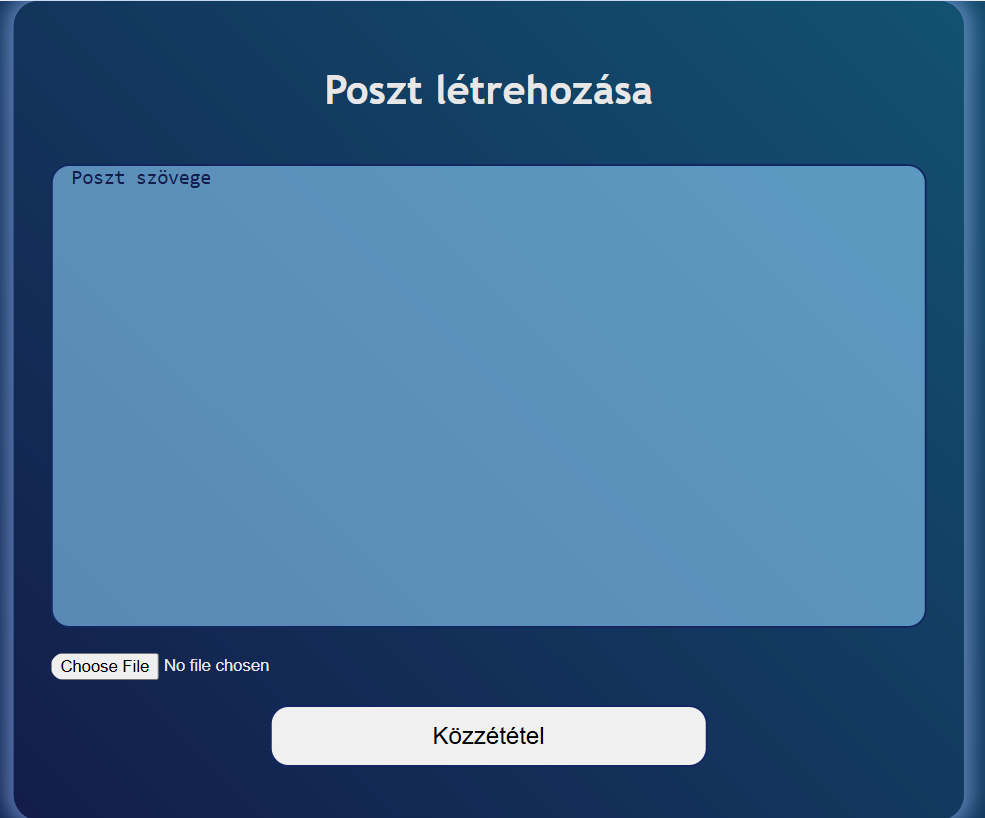 Poszt létrehozása
Poszt szövege
Choose File No file chosen
Közzététel